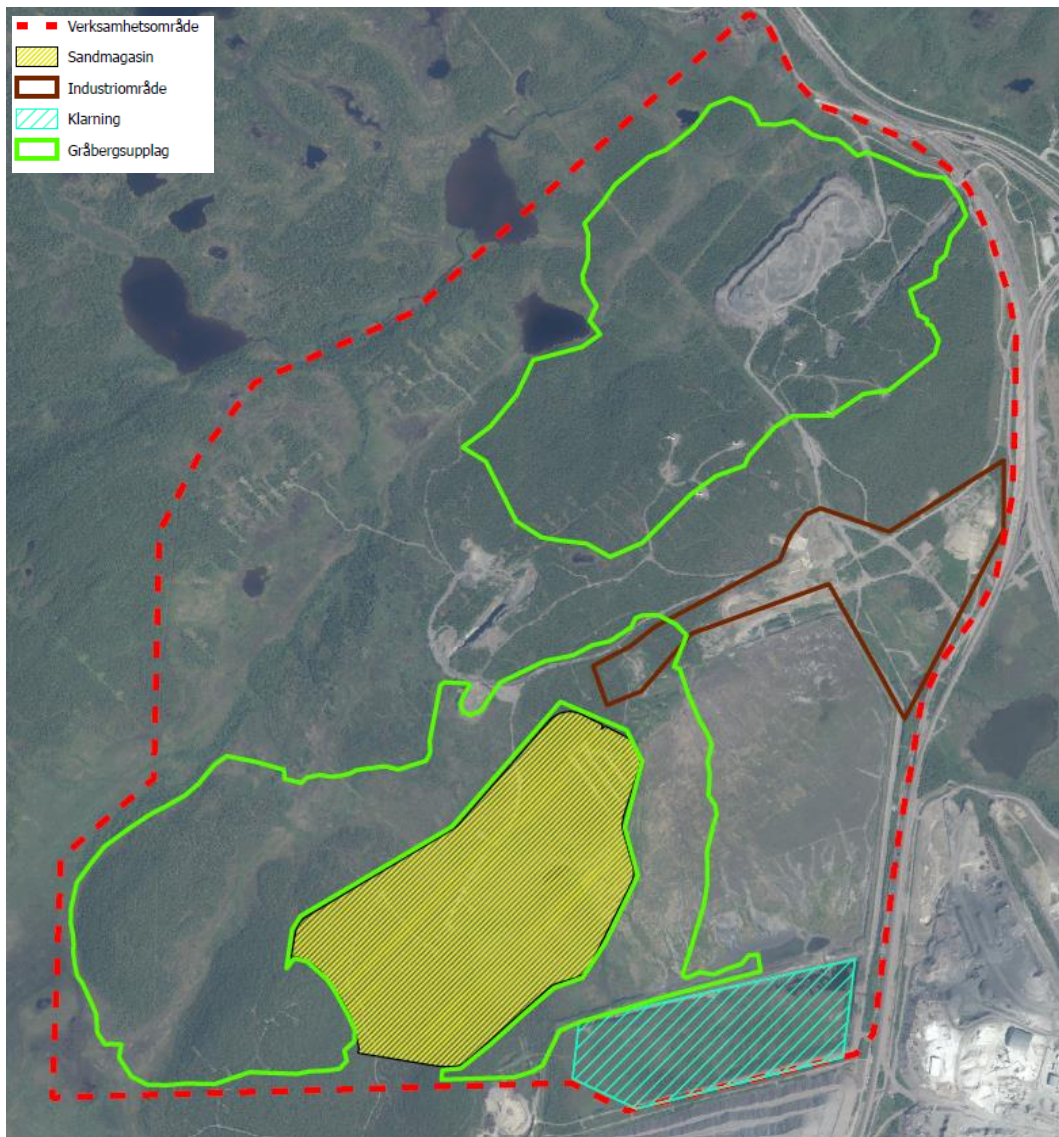 Verksamhetsområde
Sandmagasin
Industriområde
Klarning
Gråbergsupplag